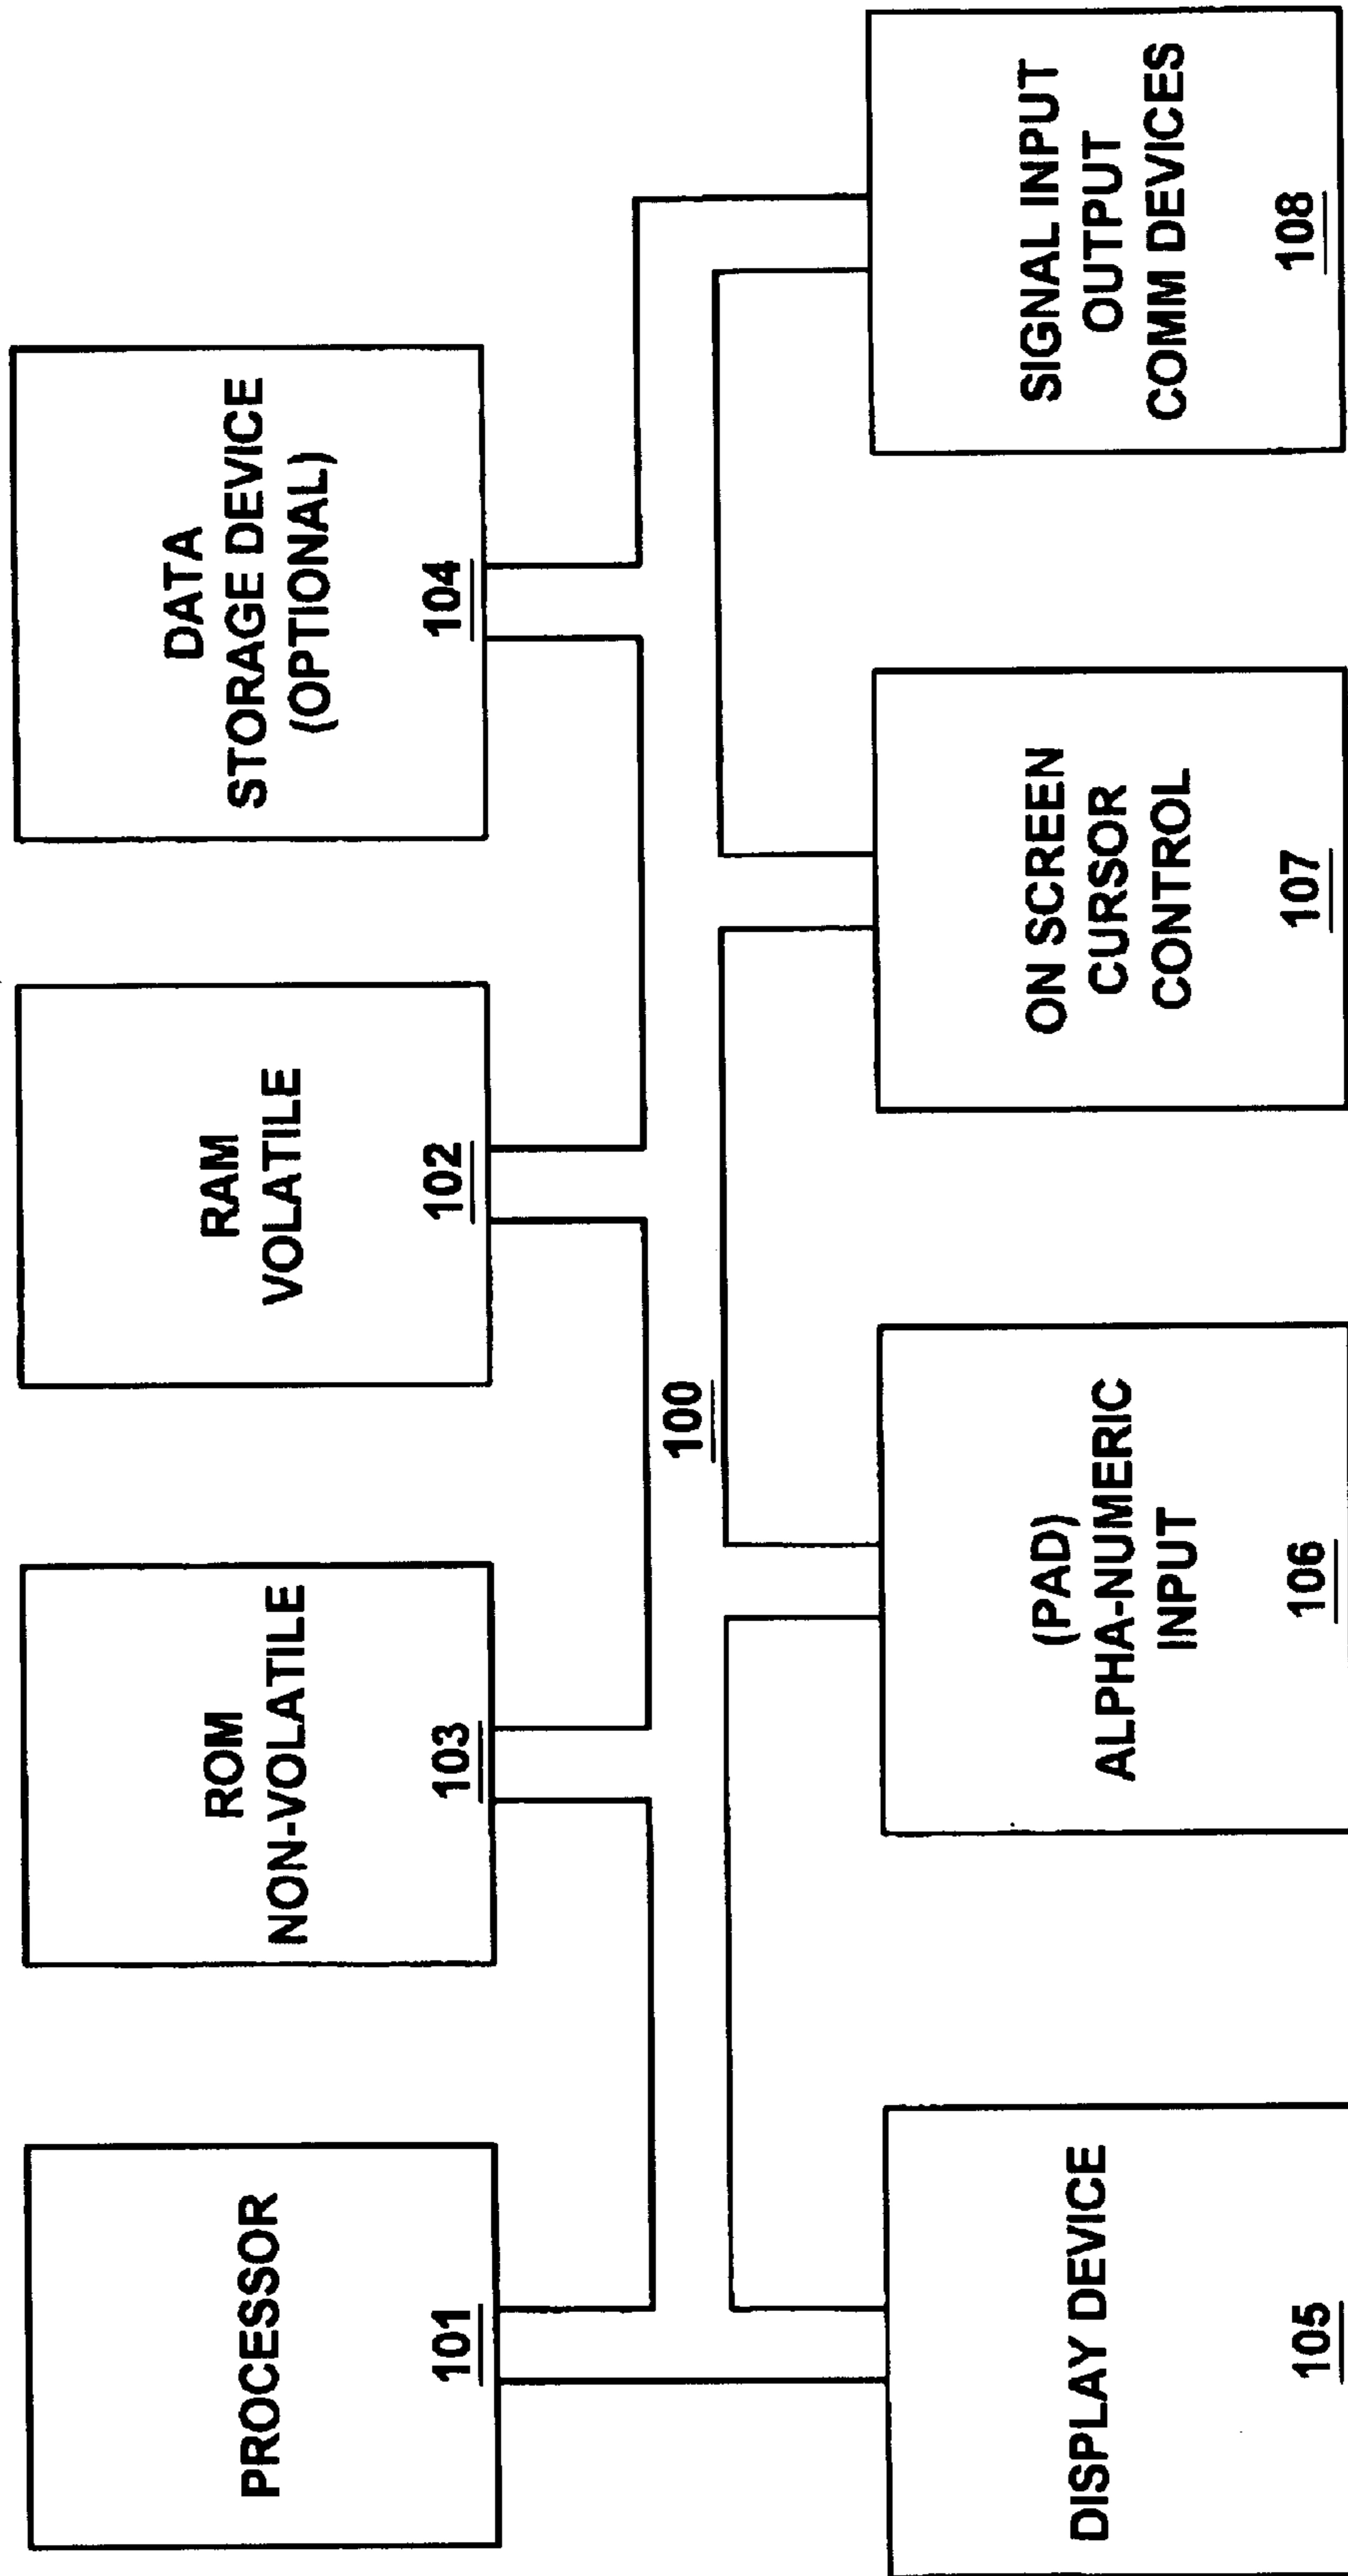 PROCESSOR
101
ROM
NON-VOLATILE
103
RAM
VOLATILE
102
DATA
STORAGE DEVICE
(OPTIONAL)
104
100
DISPLAY DEVICE
105
(PAD)
ALPHA-NUMERIC
INPUT
106
ON SCREEN
CURSOR
CONTROL
107
SIGNAL INPUT
OUTPUT
COMM DEVICES
108